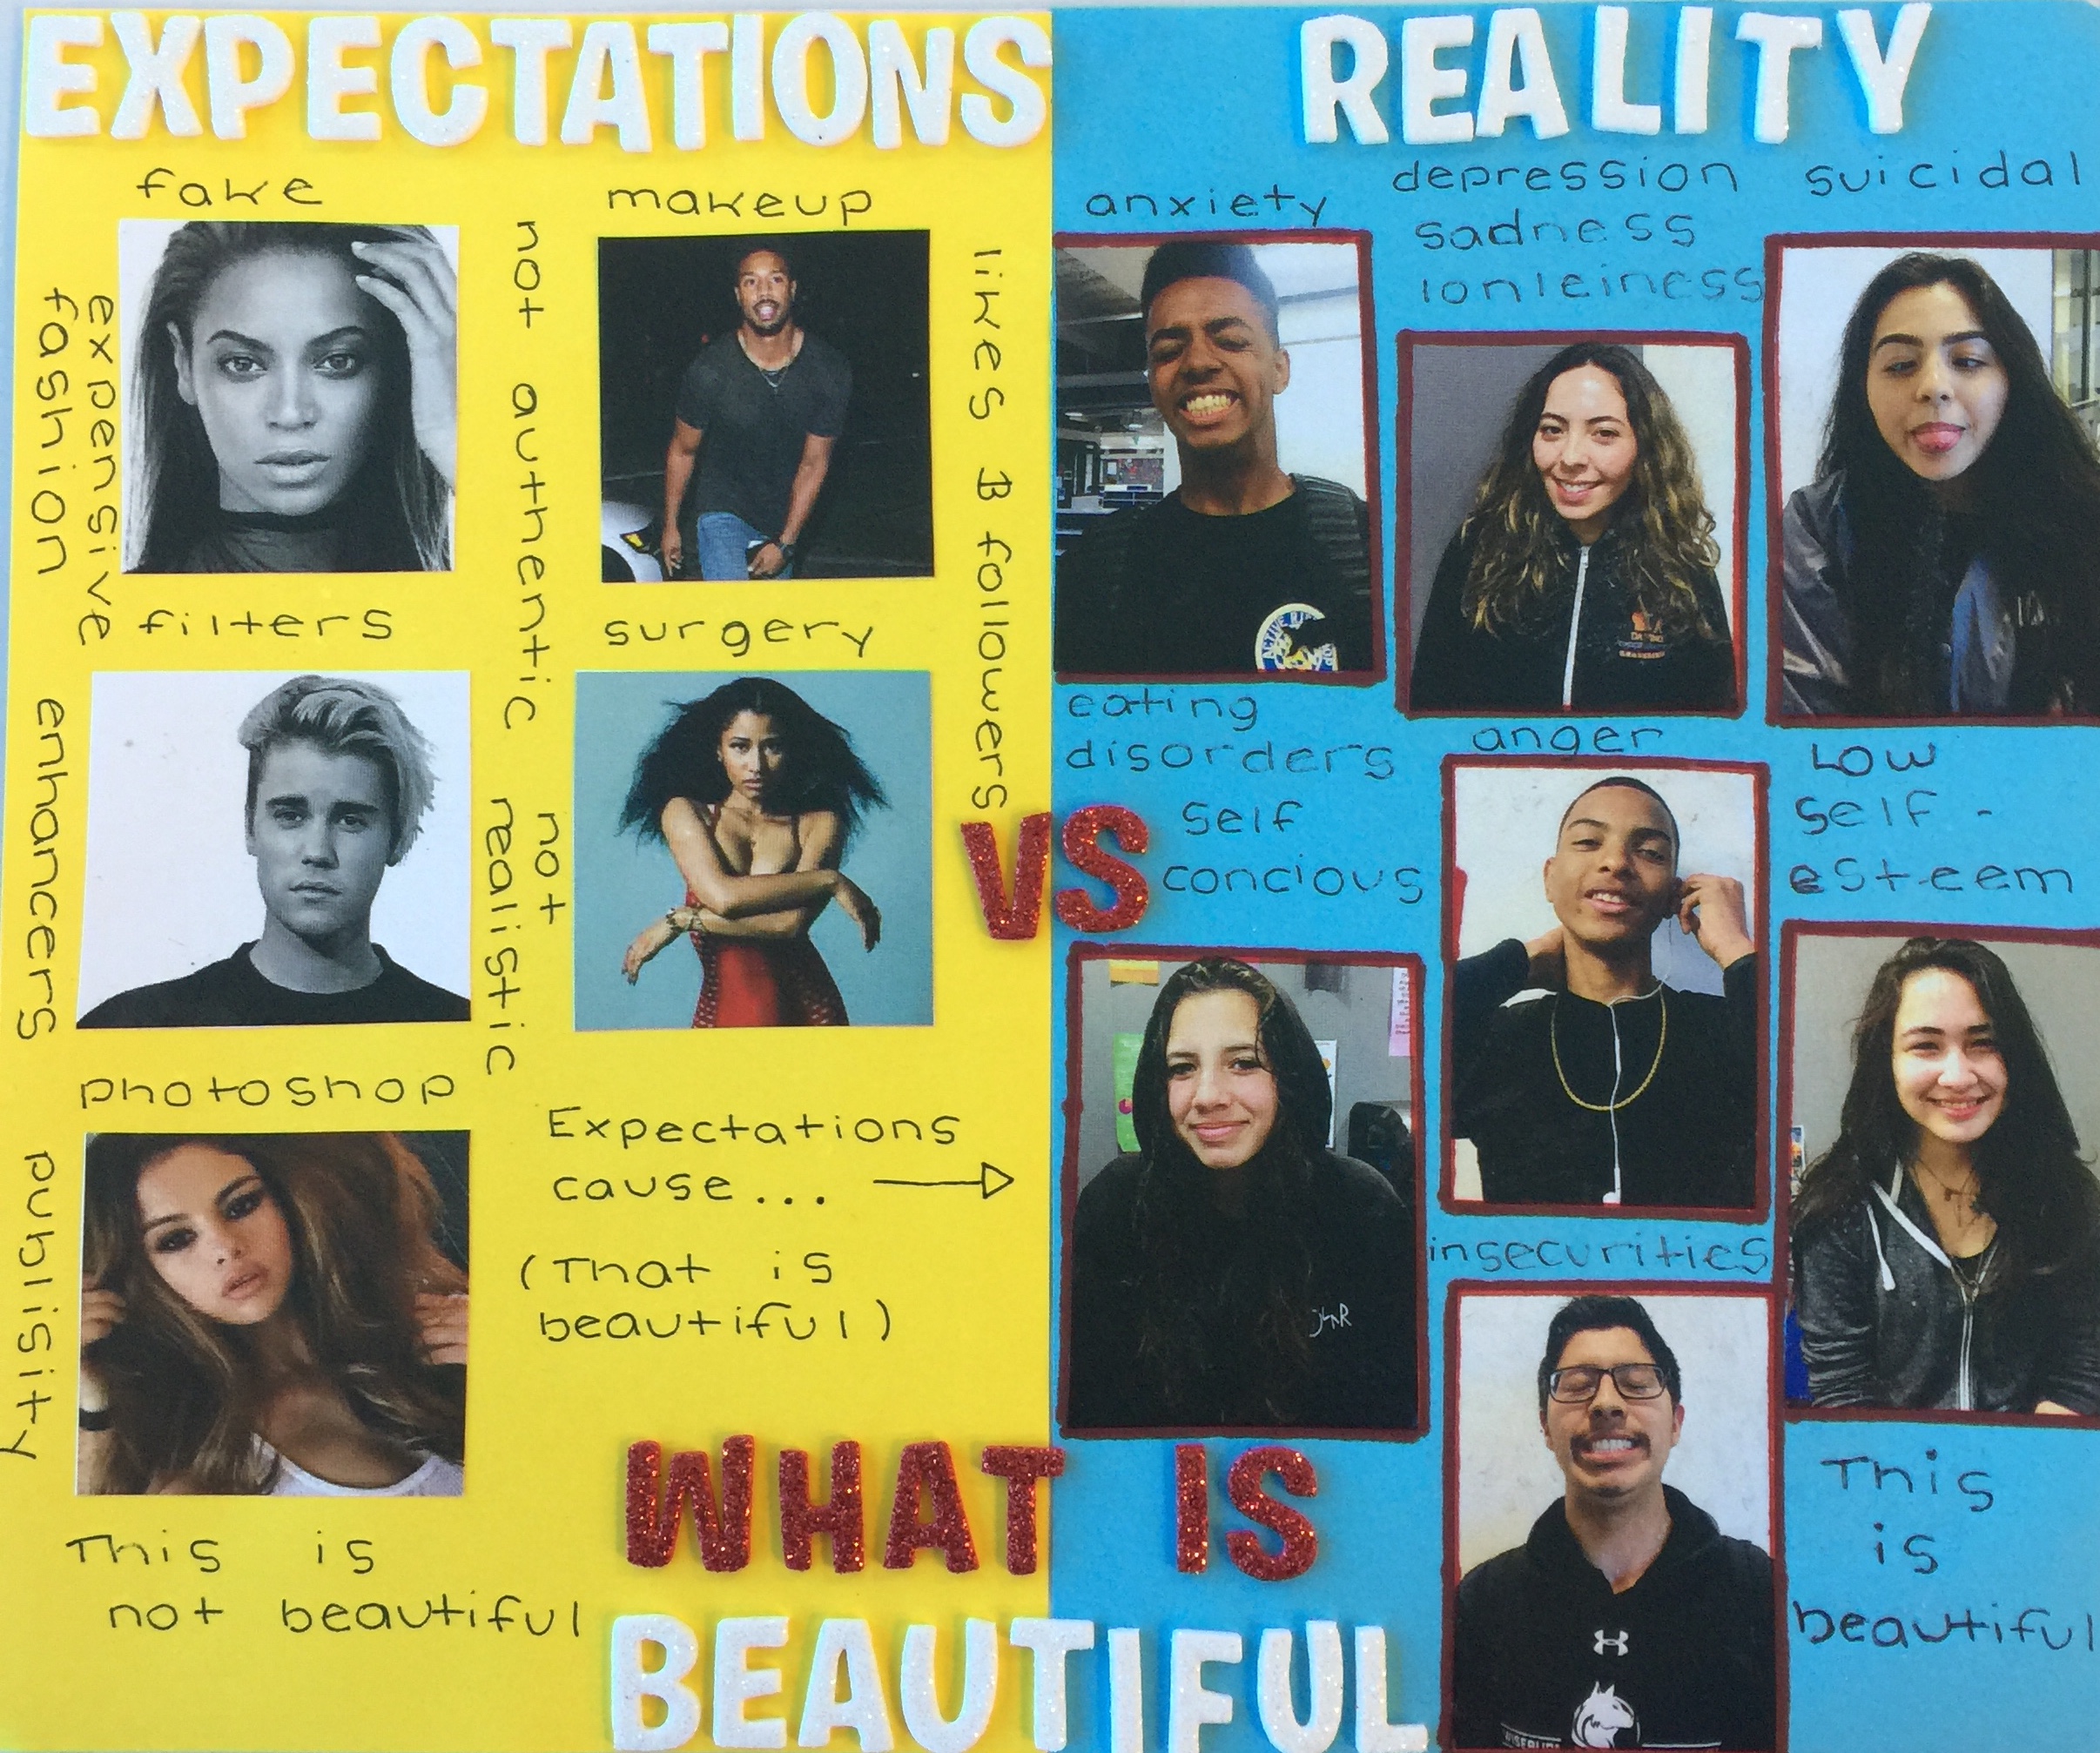 EXPECTATIONS
fake
makeup
expensive
fashion
not authentic
likes & followers
filters
surgery
enhancers
not
realistic
photoshop
publisity
Expectations
cause...
(That is
beautiful)
This is
not beautiful
VS
REALITY
anxiety
depression
sadness
lonleiness
suicidal
eating
disorders
self
concious
anger
Low
self-
esteem
insecurities
This
is
beautiful
WHAT IS
BEAUTIFUL